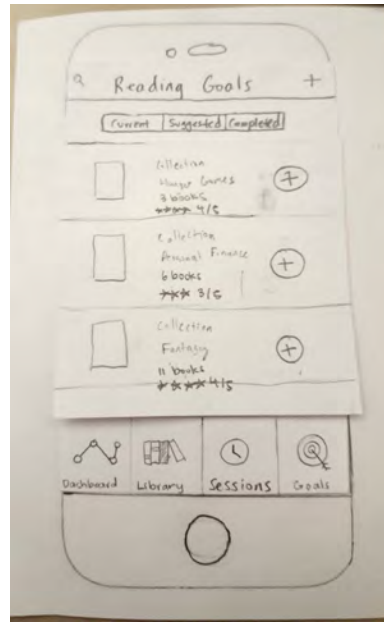 Reading Goals +
Current Suggested Completed
Collection
Hunger Games
3 books
4/5
Collection
Personal Finance
6 books
3/5
Collection
Fantasy
11 books
4/5
Dashboard Library Sessions Goals